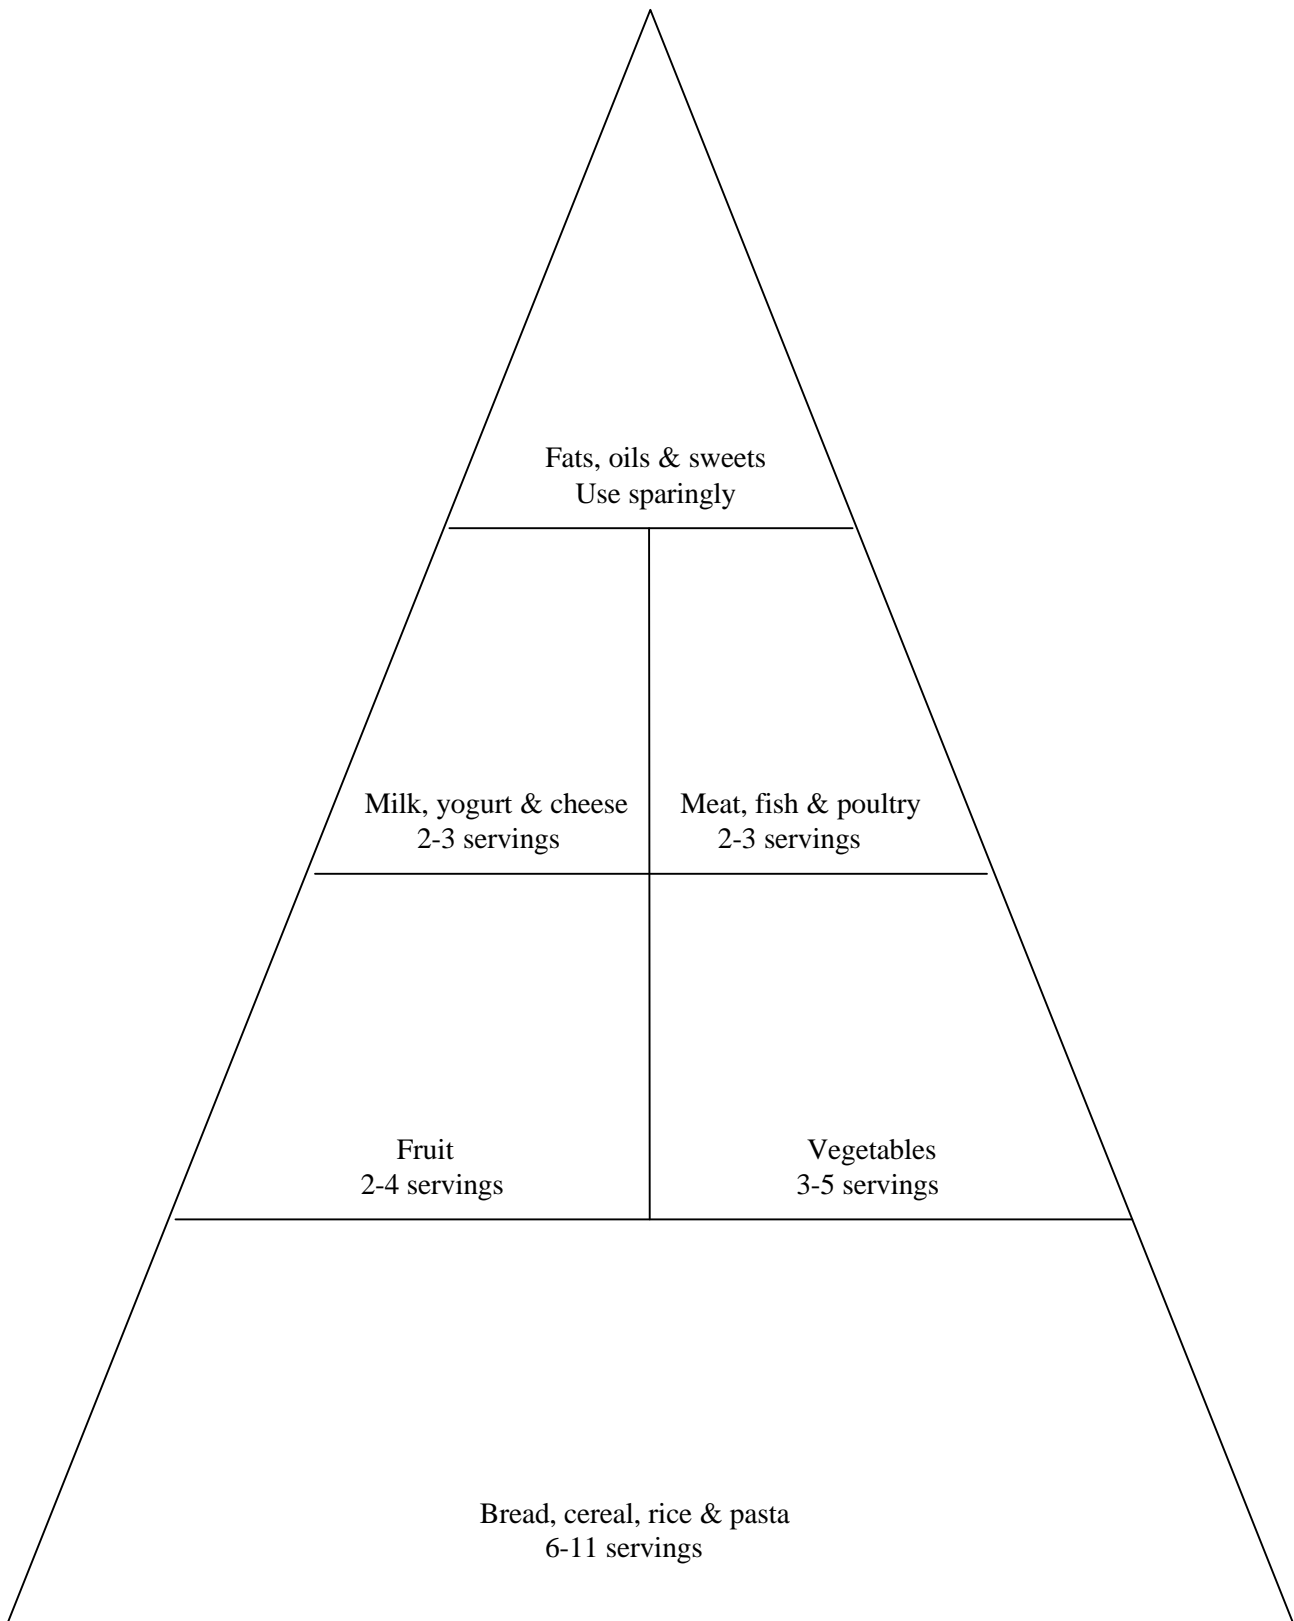 Fats, oils & sweets
Use sparingly
Milk, yogurt & cheese
2-3 servings
Meat, fish & poultry
2-3 servings
Fruit
2-4 servings
Vegetables
3-5 servings
Bread, cereal, rice & pasta
6-11 servings